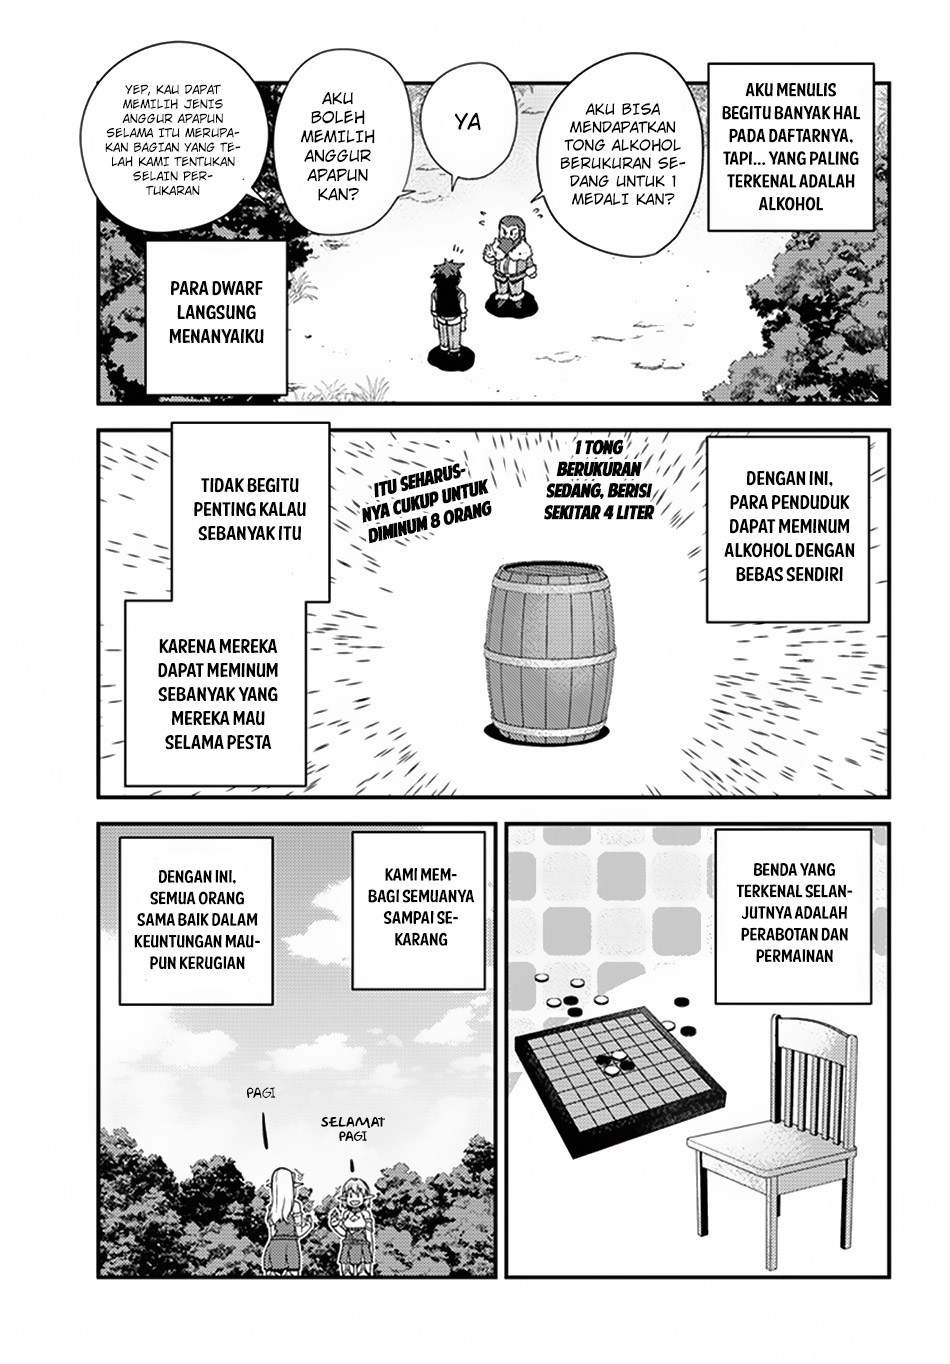 AKU MENULIS
BEGITU BANYAK HAL
PADA DAFTARNYA,
TAPI... YANG PALING
TERKENAL ADALAH
ALKOHOL
AKU BISA
MENDAPATKAN
TONG ALKOHOL
BERUKURAN SE-
DANG UNTUK 1
MEDALI KAN?
YA
AKU
BOLEH
MEMILIH
ANGGUR
APAPUN
KAN?
YEP, KAU DAPAT
MEMILIH JENIS
ANGGUR APAPUN
SELAMA ITU MERUPA-
KAN BAGIAN YANG TE-
LAH KAMI TENTUKAN
SELAIN PER-
TUKARAN
PARA DWARF
LANGSUNG
MENANYAIKU
DENGAN INI,
PARA PENDUDUK
DAPAT MEMINUM
ALKOHOL DENGAN
BEBAS SENDIRI
1 TONG
BERUKURAN
SEDANG, BERISI
SEKITAR 4 LITER
ITU SEHARUS-
NYA CUKUP UNTUK
DIMINUM 8 ORANG
TIDAK BEGITU
PENTING KALAU
SEBANYAK ITU
KARENA MEREKA
DAPAT MEMINUM
SEBANYAK YANG
MEREKA MAU
SELAMA PESTA
BENDA YANG
TERKENAL SELAN-
JUTNYA ADALAH
PERABOTAN DAN
PERMAINAN
KAMI MEM-
BAGI SEMUANYA
SAMPAI SE-
KARANG
DENGAN INI,
SEMUA ORANG
SAMA BAIK DALAM
KEUNTUNGAN MAU-
PUN KERUGIAN
SELAMAT
PAGI
PAGI